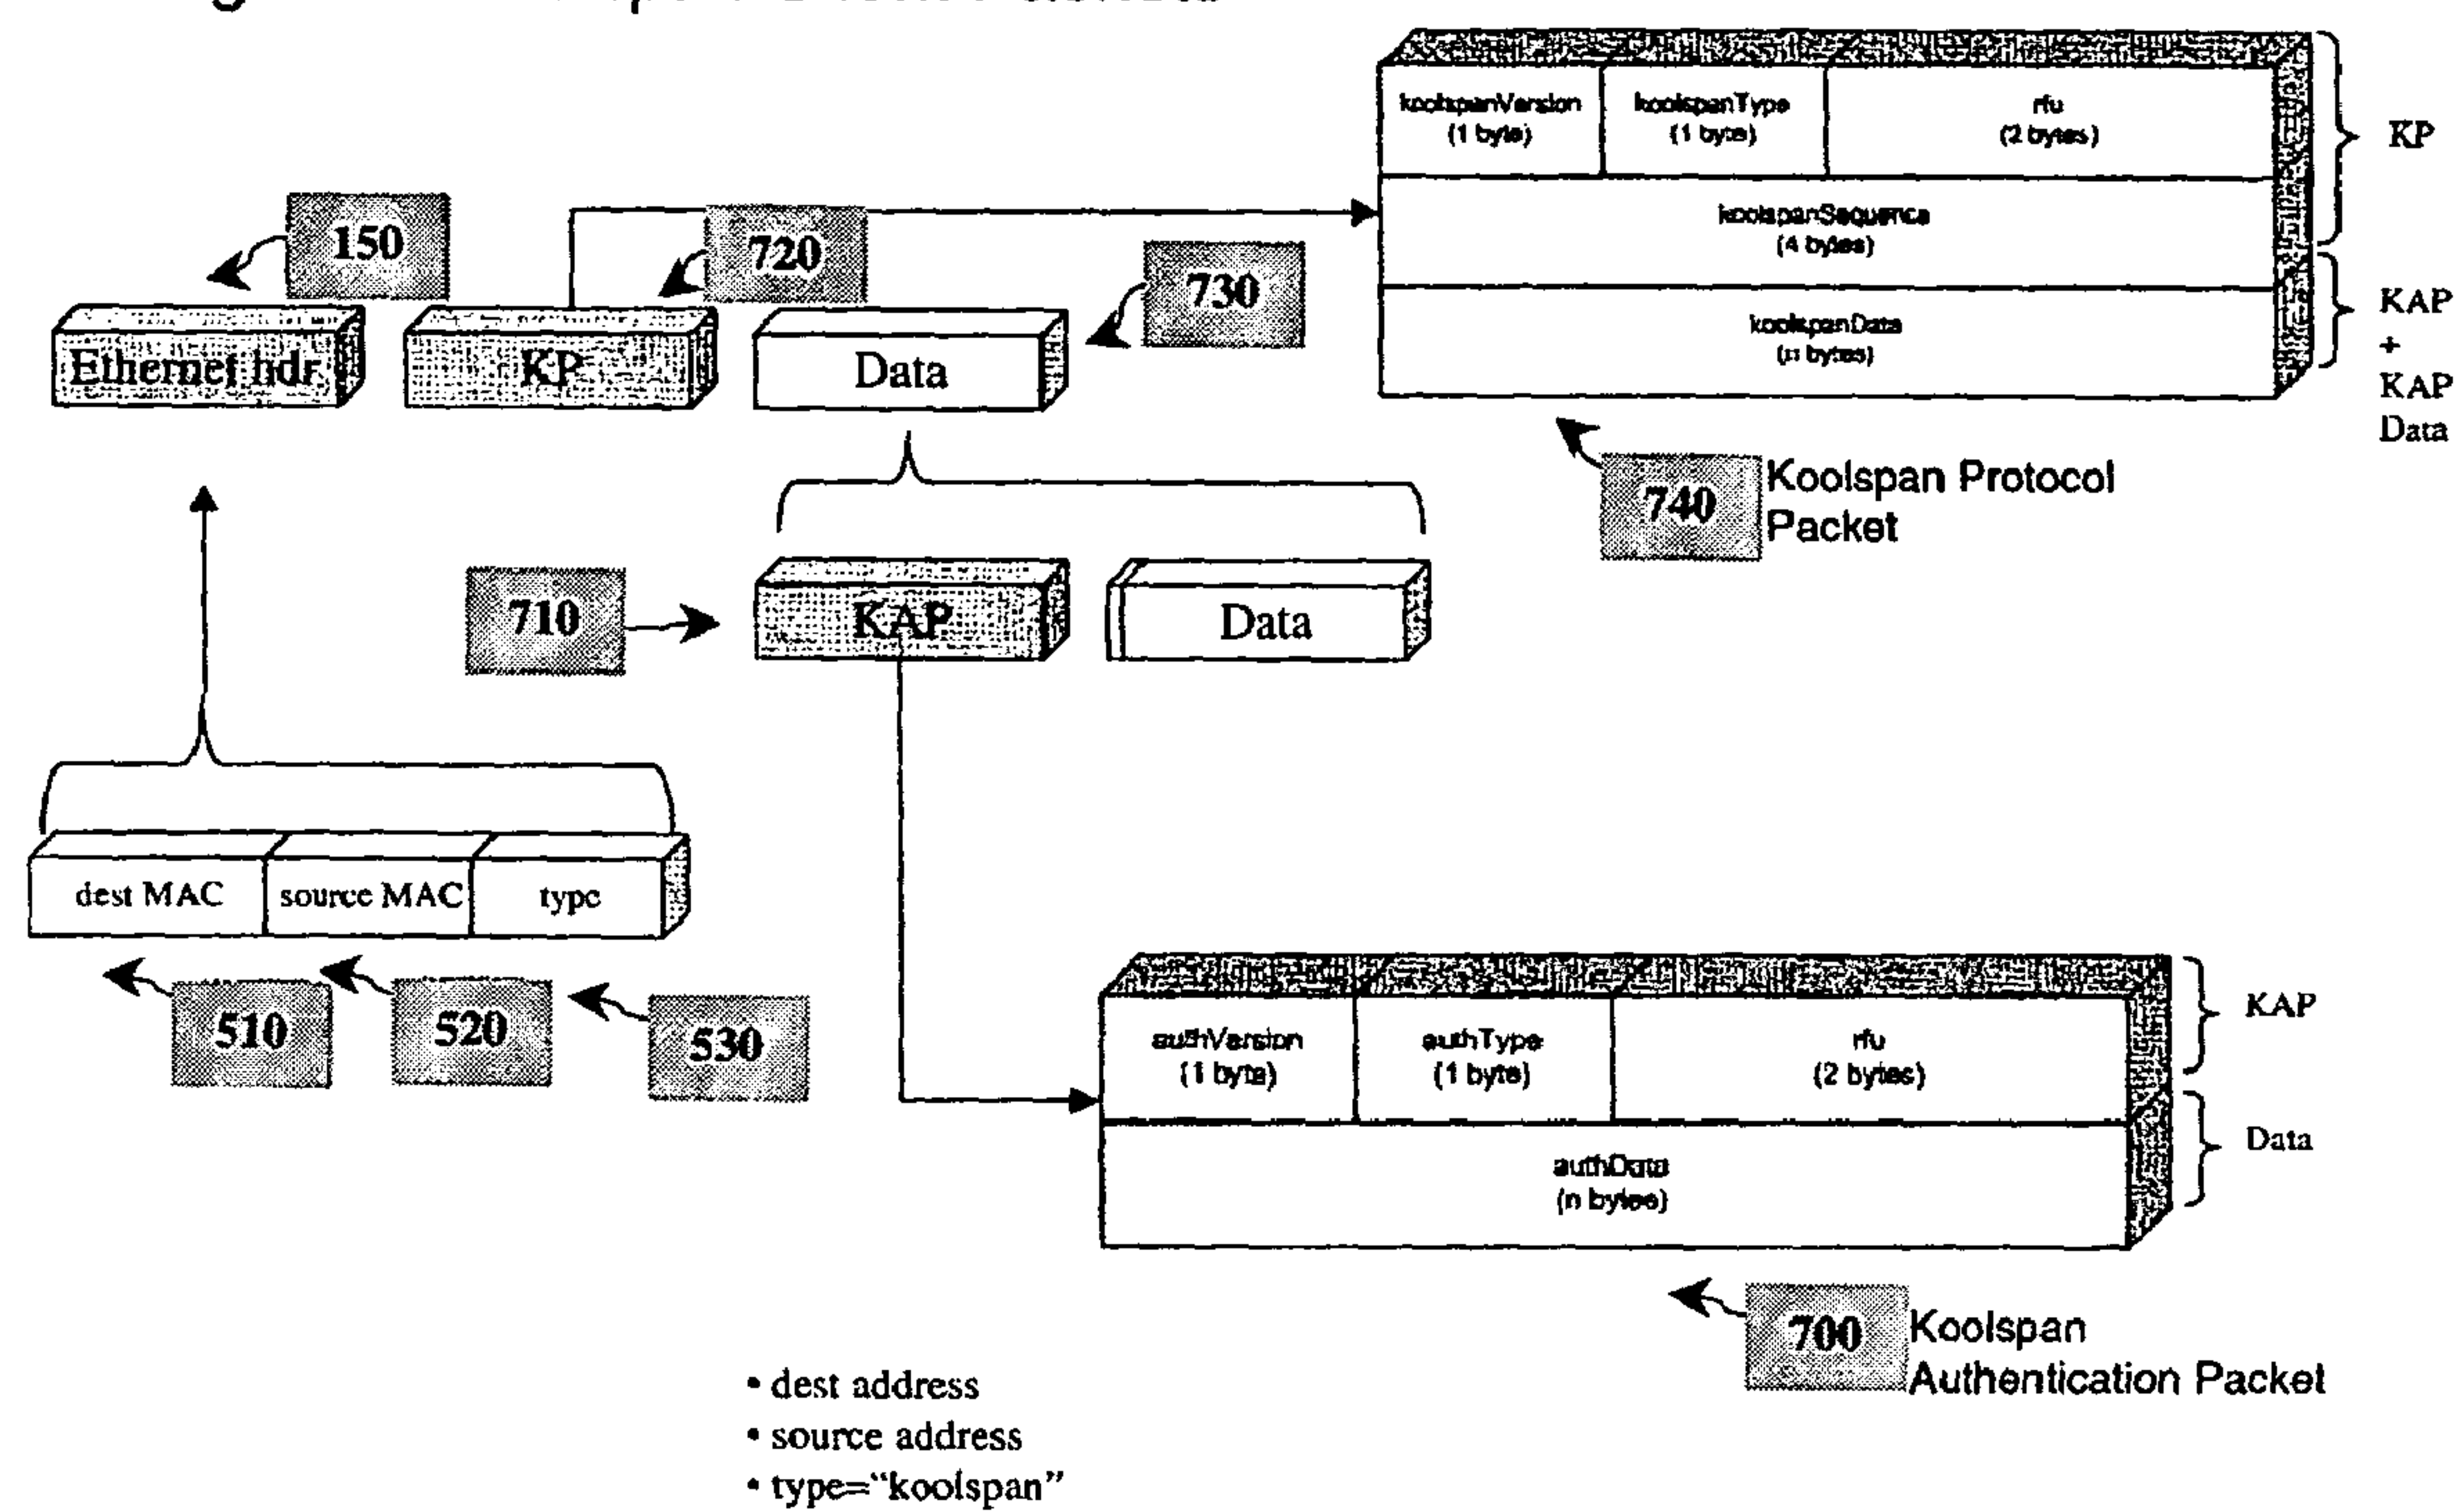 koolspanVersion
(1 byte)
koolspanType
(1 byte)
rfu
(2 bytes)
KP
koolspanSequence
(4 bytes)
koolspanData
(n bytes)
KAP
+
KAP
Data
150
720
730
Ethernet hdr
KP
Data
740
Koolspan Protocol
Packet
710
KAP
Data
dest MAC
source MAC
type
510
520
530
authVersion
(1 byte)
authType
(1 byte)
rfu
(2 bytes)
KAP
authData
(n bytes)
Data
700
Koolspan
Authentication Packet
• dest address
• source address
• type="koolspan"